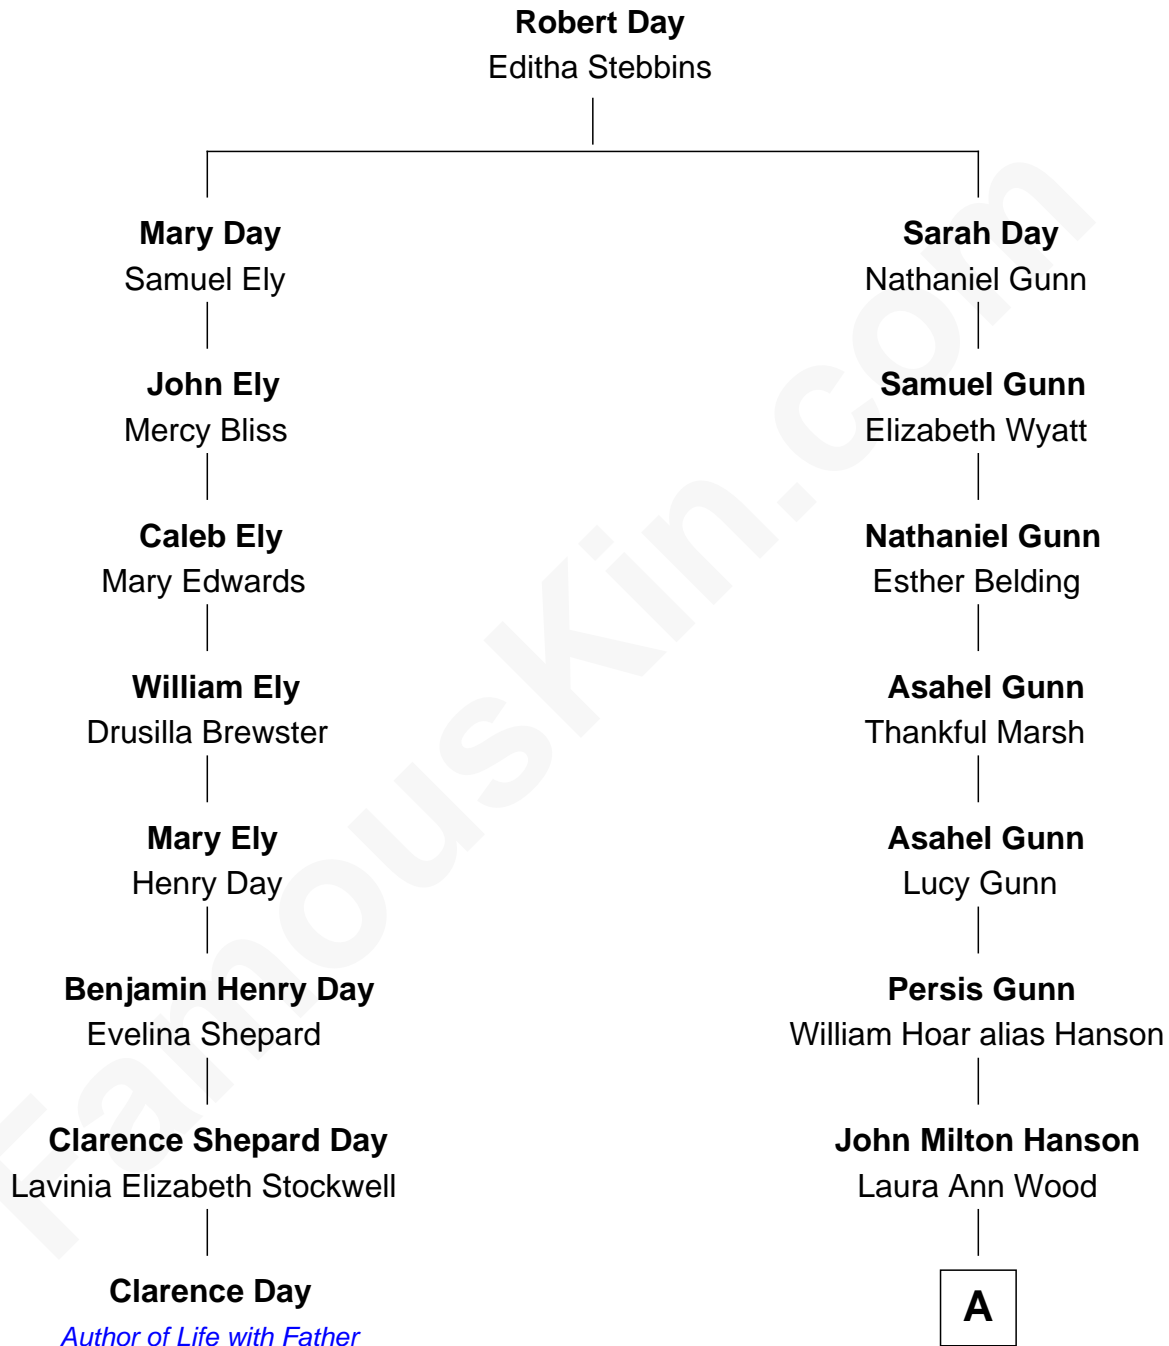 Robert Day
Editha Stebbins
Mary Day
Samuel Ely
Sarah Day
Nathaniel Gunn
John Ely
Mercy Bliss
Samuel Gunn
Elizabeth Wyatt
Caleb Ely
Mary Edwards
Nathaniel Gunn
Esther Belding
William Ely
Drusilla Brewster
Asahel Gunn
Thankful Marsh
Mary Ely
Henry Day
Asahel Gunn
Lucy Gunn
Benjamin Henry Day
Evelina Shepard
Persis Gunn
William Hoar alias Hanson
Clarence Shepard Day
Lavinia Elizabeth Stockwell
John Milton Hanson
Laura Ann Wood
Clarence Day
Author of Life with Father
A
FamousKin.com